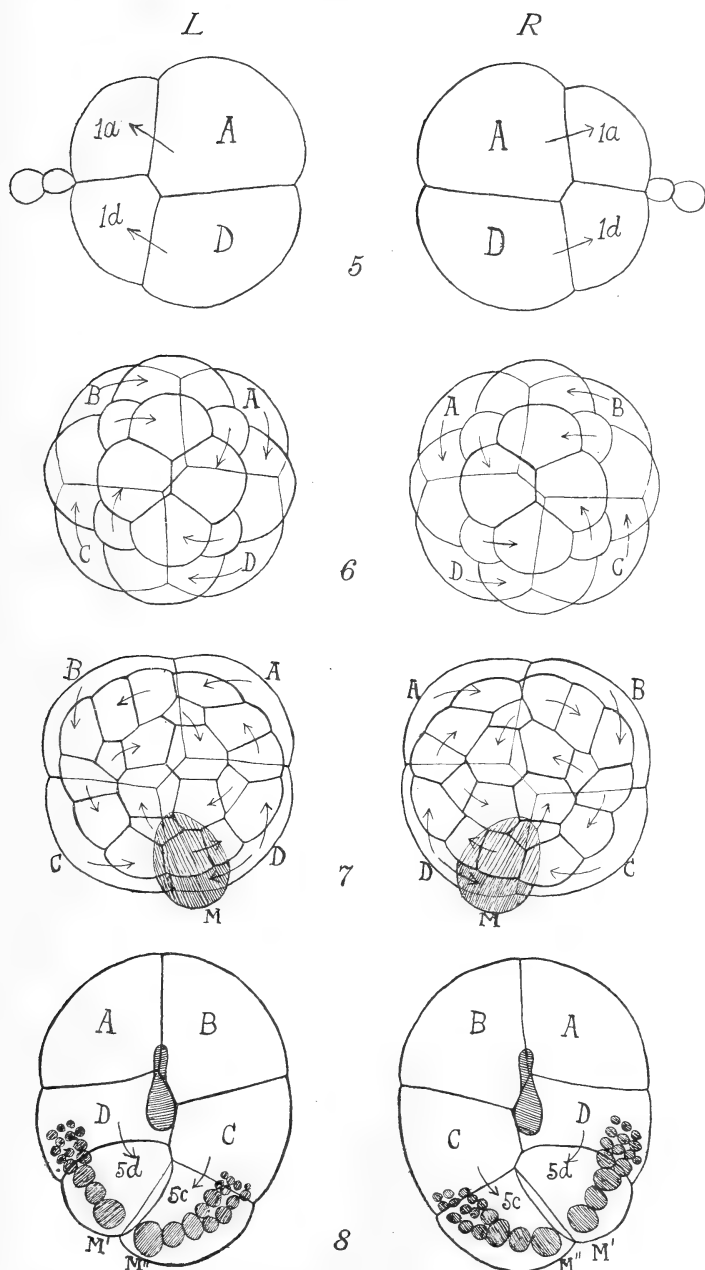 L R
1a A A 1a
1d D D 1d
5
B A A B
C D D C
6
B A A B
C D D C
7
M M
A B B A
D C C D
5d 5c 5c 5d
M' M" M" M'
8